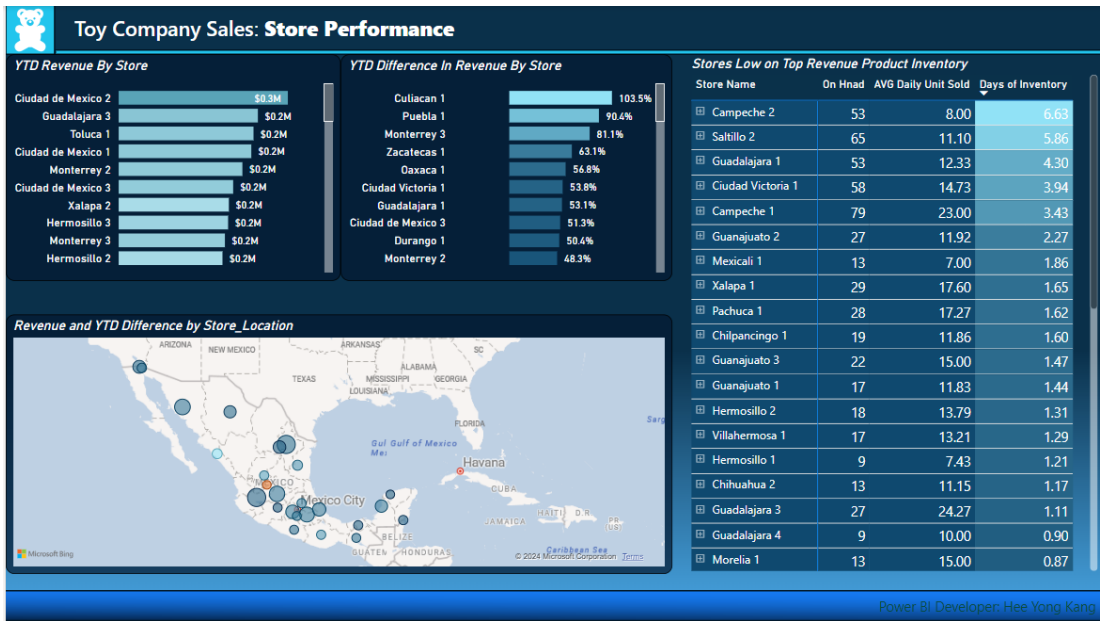 Toy Company Sales: Store Performance
YTD Revenue By Store
Ciudad de Mexico 2 $0.3M
Guadalajara 3 $0.2M
Toluca 1 $0.2M
Ciudad de Mexico 1 $0.2M
Monterrey 2 $0.2M
Ciudad de Mexico 3 $0.2M
Xalapa 2 $0.2M
Hermosillo 3 $0.2M
Monterrey 3 $0.2M
Hermosillo 2 $0.2M
YTD Difference In Revenue By Store
Culiacan 1 103.5%
Puebla 1 90.4%
Monterrey 3 81.1%
Zacatecas 1 63.1%
Oaxaca 1 56.8%
Ciudad Victoria 1 53.8%
Guadalajara 1 53.1%
Ciudad de Mexico 3 51.3%
Durango 1 50.4%
Monterrey 2 48.3%
Revenue and YTD Difference by Store_Location
ARIZONA
NEW MEXICO
ARKANSAS
SC
ALABAMA
TEXAS
MISSISSIPPI
GEORGIA
LOUISIANA
FLORIDA
Sarg
Gul Gulf of Mexico
Mei
Havana
MEXICO
Mexico City
CUBA
HAITI
D.R.
PR
US
JAMAICA
BELIZE
GUATEN
HONDURAS
Caribbean Sea
Microsoft Bing
© 2024 Microsoft Corporation Terms
Stores Low on Top Revenue Product Inventory
Store Name On Hnad AVG Daily Unit Sold Days of Inventory
Campeche 2 53 8.00 6.63
Saltillo 2 65 11.10 5.86
Guadalajara 1 53 12.33 4.30
Ciudad Victoria 1 58 14.73 3.94
Campeche 1 79 23.00 3.43
Guanajuato 2 27 11.92 2.27
Mexicali 1 13 7.00 1.86
Xalapa 1 29 17.60 1.65
Pachuca 1 28 17.27 1.62
Chilpancingo 1 19 11.86 1.60
Guanajuato 3 22 15.00 1.47
Guanajuato 1 17 11.83 1.44
Hermosillo 2 18 13.79 1.31
Villahermosa 1 17 13.21 1.29
Hermosillo 1 9 7.43 1.21
Chihuahua 2 13 11.15 1.17
Guadalajara 3 27 24.27 1.11
Guadalajara 4 9 10.00 0.90
Morelia 1 13 15.00 0.87
Power BI Developer: Hee Yong Kang